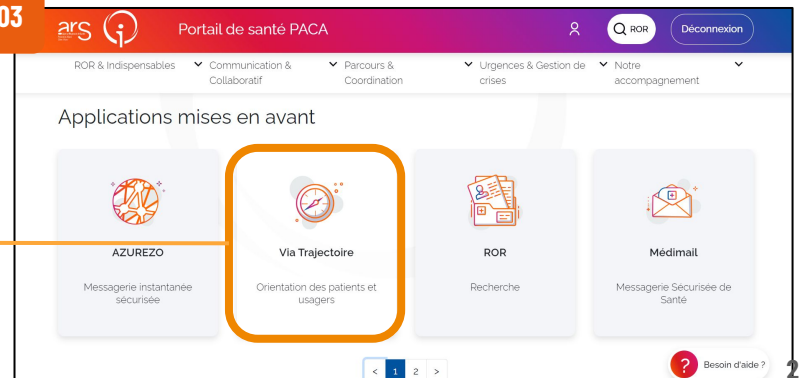 03
ars
Portail de santé PACA
ROR
Déconnexion
ROR & Indispensables
Communication &
Collaboratif
Parcours &
Coordination
Urgences & Gestion de
crises
Notre
accompagnement
Applications mises en avant
AZUREZO
Messagerie instantanée
sécurisée
Via Trajectoire
Orientation des patients et
usagers
ROR
Recherche
Médimail
Messagerie Sécurisée de
Santé
< 1 2 >
? Besoin d'aide ?
2